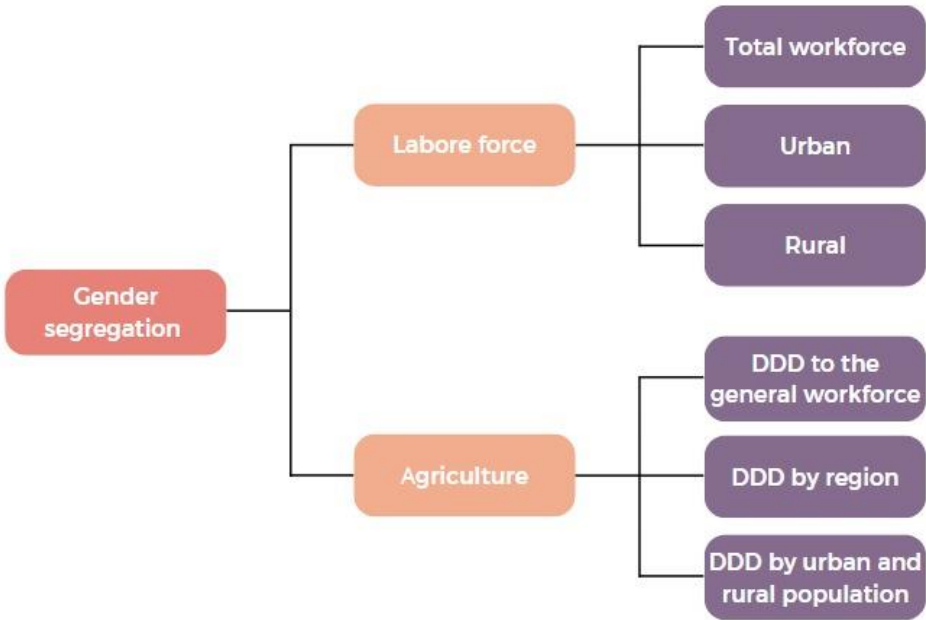 Total workforce
Labore force
Urban
Rural
Gender
segregation
DDD to the
general workforce
Agriculture
DDD by region
DDD by urban and
rural population